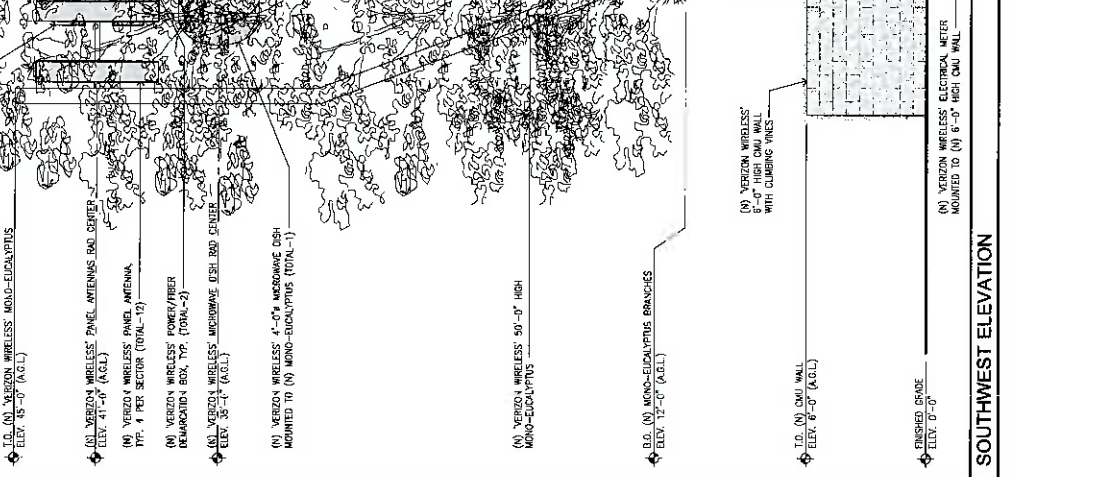 T.O. (N) VERIZON WIRELESS' MONO-EUCALYPTUS
ELEV. 45'-0" (A.G.L.)
(N) VERIZON WIRELESS' PANEL ANTENNAS RAD CENTER
ELEV. 41'-0" (A.G.L.)
(N) VERIZON WIRELESS' PANEL ANTENNA,
TYP. 4 PER SECTOR (TOTAL-12)
(N) VERIZON WIRELESS' POWER/FIBER
DEMARCATION BOX, TYP. (TOTAL-2)
(N) VERIZON WIRELESS' MICROWAVE DISH RAD CENTER
ELEV. 35'-0" (A.G.L.)
(N) VERIZON WIRELESS' 4'-0"ø MICROWAVE DISH
MOUNTED TO (N) MONO-EUCALYPTUS (TOTAL-1)
(N) VERIZON WIRELESS' 50'-0" HIGH
MONO-EUCALYPTUS
B.O. (N) MONO-EUCALYPTUS BRANCHES
ELEV. 12'-0" (A.G.L.)
(N) VERIZON WIRELESS'
6'-0" HIGH CMU WALL
WITH CLIMBING VINES
T.O. (N) CMU WALL
ELEV. 6'-0" (A.G.L.)
(N) VERIZON WIRELESS' ELECTRICAL METER
MOUNTED TO (N) 6'-0" HIGH CMU WALL
FINISHED GRADE
ELEV. 0'-0"
SOUTHWEST ELEVATION